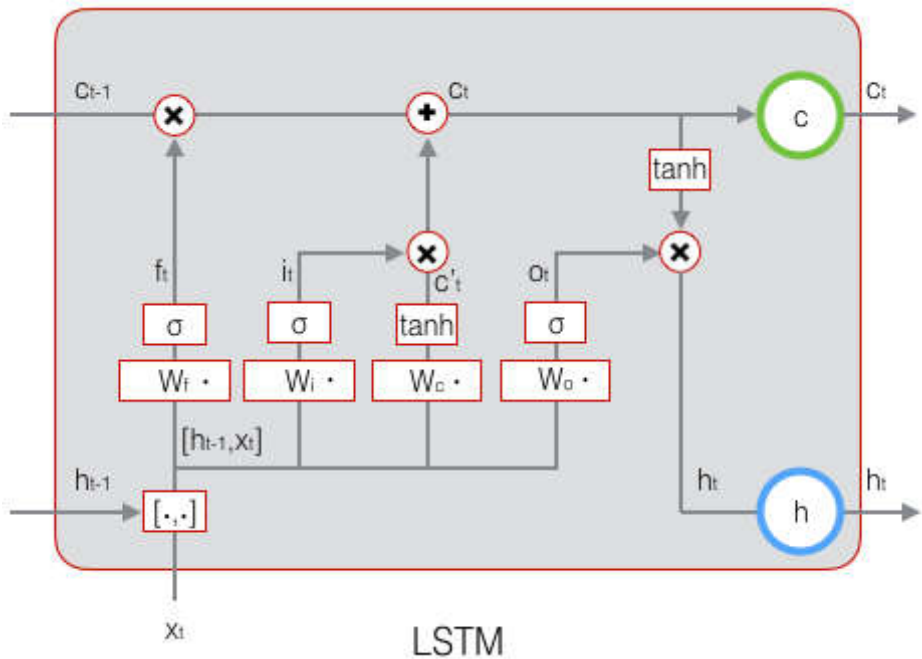 Ct-1
Ct
Ct
c
tanh
ft
it
c't
ot
σ
σ
tanh
σ
Wf ·
Wi ·
Wc ·
Wo ·
[ht-1,xt]
ht-1
ht
ht
[·,·]
h
xt
LSTM